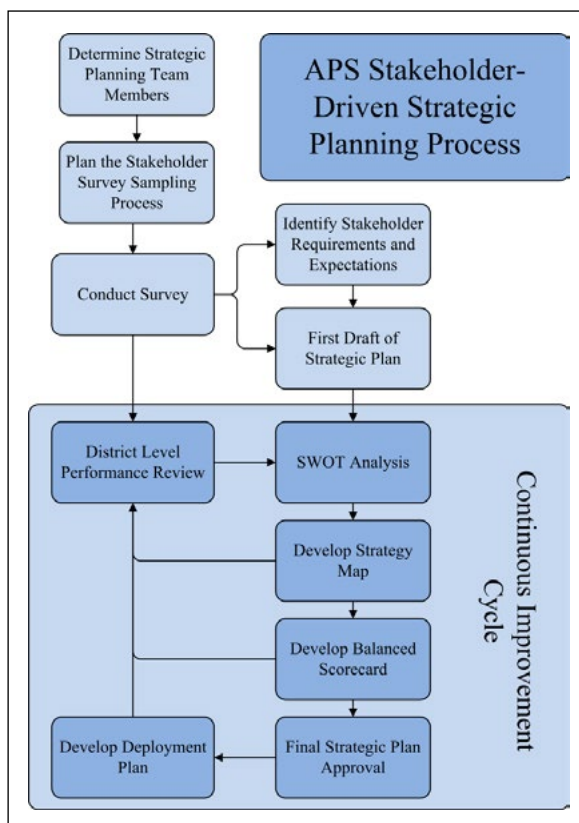 Determine Strategic
Planning Team
Members
APS Stakeholder-
Driven Strategic
Planning Process
Plan the Stakeholder
Survey Sampling
Process
Identify Stakeholder
Requirements and
Expectations
Conduct Survey
First Draft of
Strategic Plan
District Level
Performance Review
SWOT Analysis
Develop Strategy
Map
Develop Balanced
Scorecard
Develop Deployment
Plan
Final Strategic Plan
Approval
Continuous Improvement
Cycle